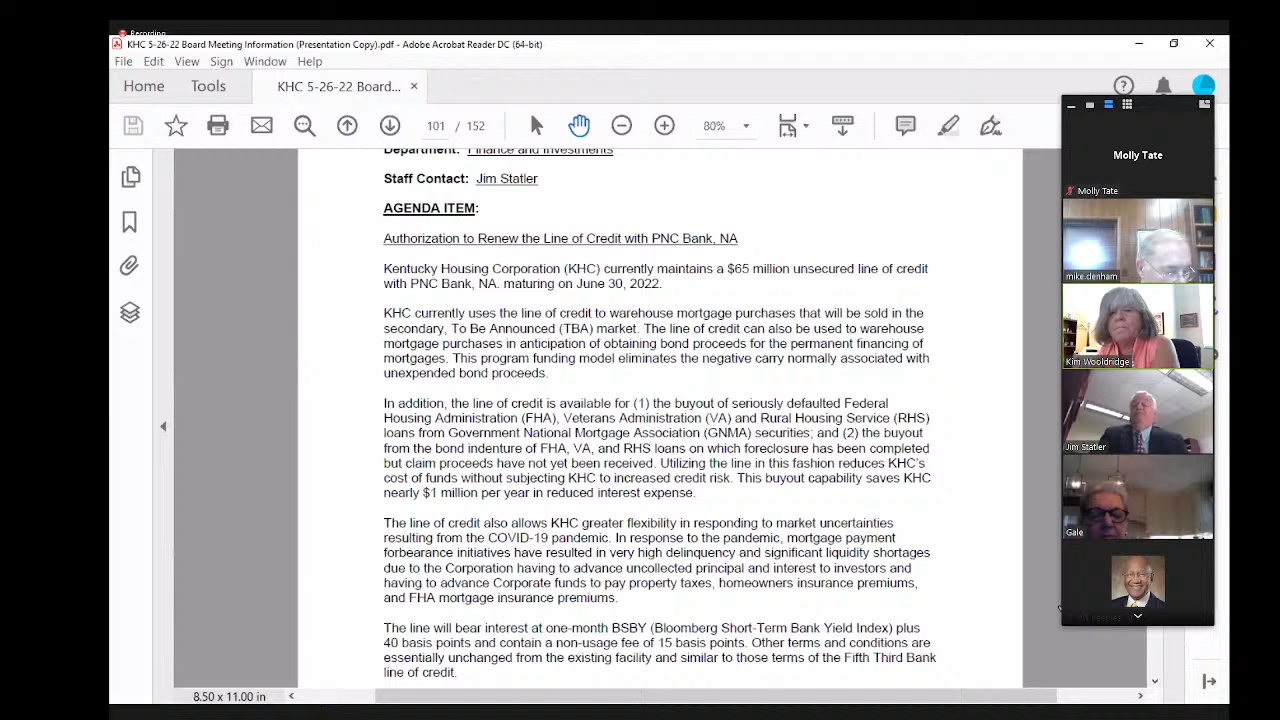 Recording
KHC 5-26-22 Board Meeting Information (Presentation Copy).pdf - Adobe Acrobat Reader DC (64-bit)
File Edit View Sign Window Help
Home Tools KHC 5-26-22 Board... ×
101 / 152 80%
Department: Finance and Investments
Staff Contact: Jim Statler
AGENDA ITEM:
Authorization to Renew the Line of Credit with PNC Bank, NA
Kentucky Housing Corporation (KHC) currently maintains a $65 million unsecured line of credit
with PNC Bank, NA. maturing on June 30, 2022.
KHC currently uses the line of credit to warehouse mortgage purchases that will be sold in the
secondary, To Be Announced (TBA) market. The line of credit can also be used to warehouse
mortgage purchases in anticipation of obtaining bond proceeds for the permanent financing of
mortgages. This program funding model eliminates the negative carry normally associated with
unexpended bond proceeds.
In addition, the line of credit is available for (1) the buyout of seriously defaulted Federal
Housing Administration (FHA), Veterans Administration (VA) and Rural Housing Service (RHS)
loans from Government National Mortgage Association (GNMA) securities; and (2) the buyout
from the bond indenture of FHA, VA, and RHS loans on which foreclosure has been completed
but claim proceeds have not yet been received. Utilizing the line in this fashion reduces KHC's
cost of funds without subjecting KHC to increased credit risk. This buyout capability saves KHC
nearly $1 million per year in reduced interest expense.
The line of credit also allows KHC greater flexibility in responding to market uncertainties
resulting from the COVID-19 pandemic. In response to the pandemic, mortgage payment
forbearance initiatives have resulted in very high delinquency and significant liquidity shortages
due to the Corporation having to advance uncollected principal and interest to investors and
having to advance Corporate funds to pay property taxes, homeowners insurance premiums,
and FHA mortgage insurance premiums.
The line will bear interest at one-month BSBY (Bloomberg Short-Term Bank Yield Index) plus
40 basis points and contain a non-usage fee of 15 basis points. Other terms and conditions are
essentially unchanged from the existing facility and similar to those terms of the Fifth Third Bank
line of credit.
8.50 x 11.00 in
Molly Tate
Molly Tate
mike.denham
Kim Wooldridge
Jim Statler
Gale